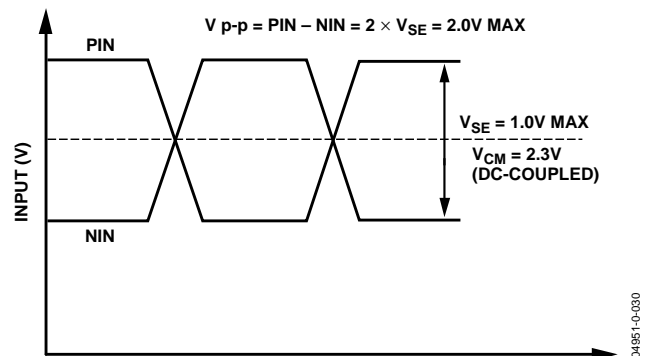 V p-p = PIN – NIN = 2 × VSE = 2.0V MAX
PIN
VSE = 1.0V MAX
VCM = 2.3V
(DC-COUPLED)
INPUT (V)
NIN
04951-0-030